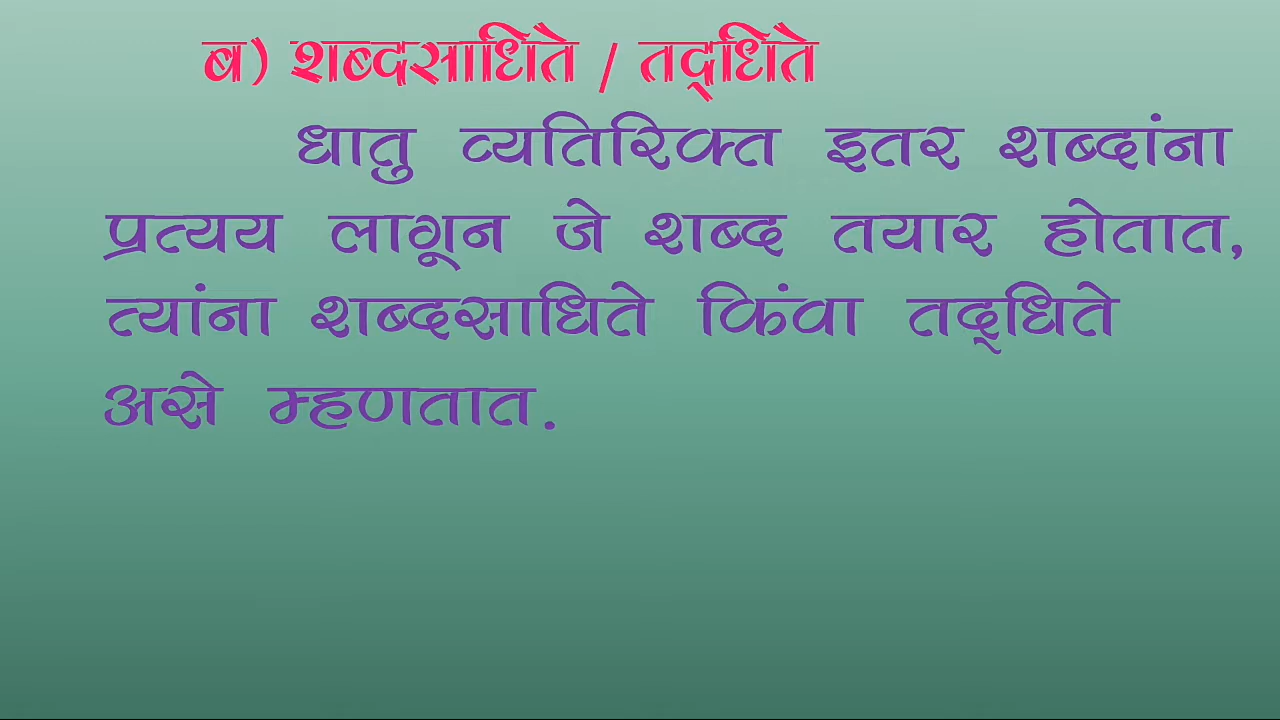 ब) शब्दसाधिते / तद्धिते
धातु व्यतिरिक्त इतर शब्दांना
प्रत्यय लागून जे शब्द तयार होतात,
त्यांना शब्दसाधिते किंवा तद्धिते
असे म्हणतात.